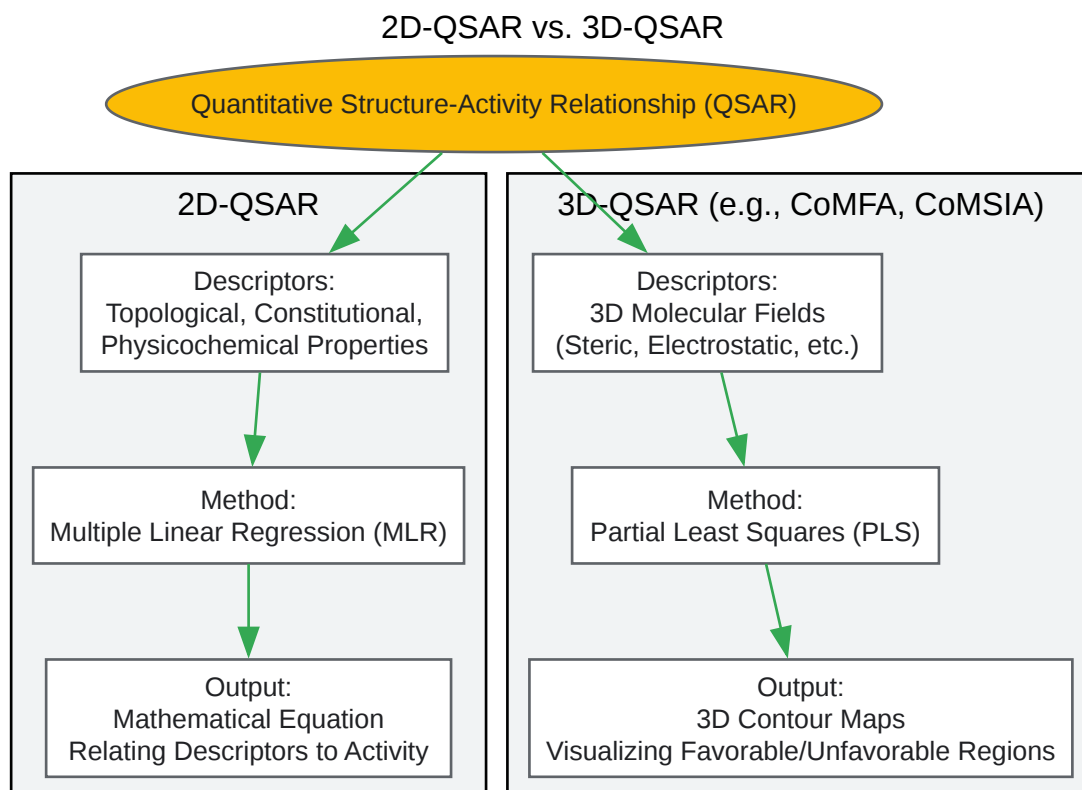 2D-QSAR vs. 3D-QSAR
Quantitative Structure-Activity Relationship (QSAR)
2D-QSAR
Descriptors:
Topological, Constitutional,
Physicochemical Properties
Method:
Multiple Linear Regression (MLR)
Output:
Mathematical Equation
Relating Descriptors to Activity
3D-QSAR (e.g., CoMFA, CoMSIA)
Descriptors:
3D Molecular Fields
(Steric, Electrostatic, etc.)
Method:
Partial Least Squares (PLS)
Output:
3D Contour Maps
Visualizing Favorable/Unfavorable Regions